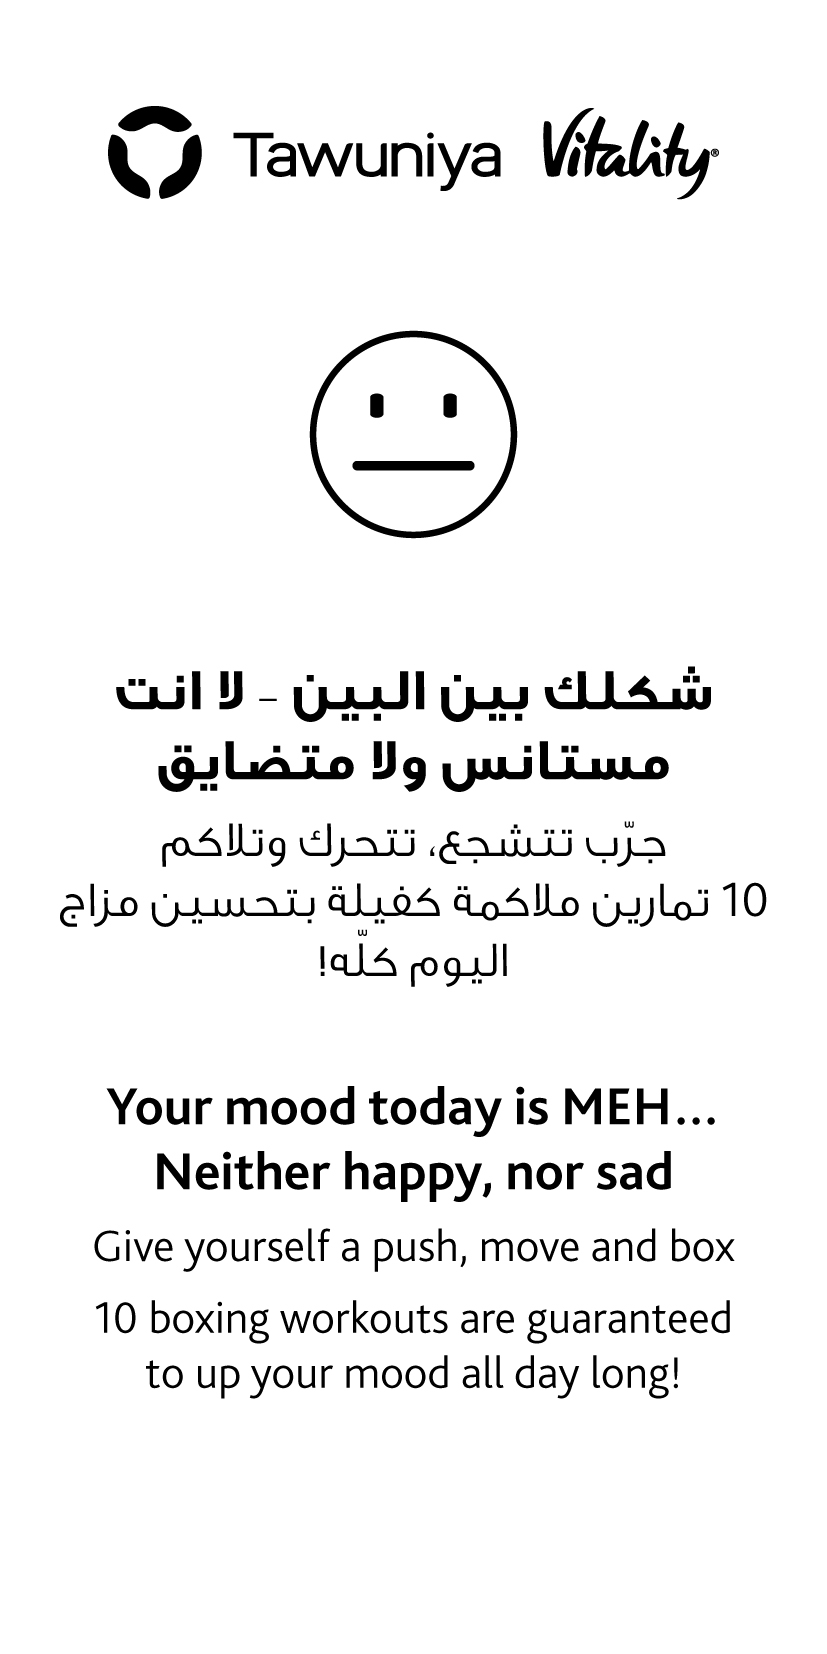 Tawuniya Vitality®
شكلك بين البين – لا انت
مستانس ولا متضايق
جرّب تتشجع، تتحرك وتلاكم
10 تمارين ملاكمة كفيلة بتحسين مزاج
اليوم كلّه!
Your mood today is MEH...
Neither happy, nor sad
Give yourself a push, move and box
10 boxing workouts are guaranteed
to up your mood all day long!